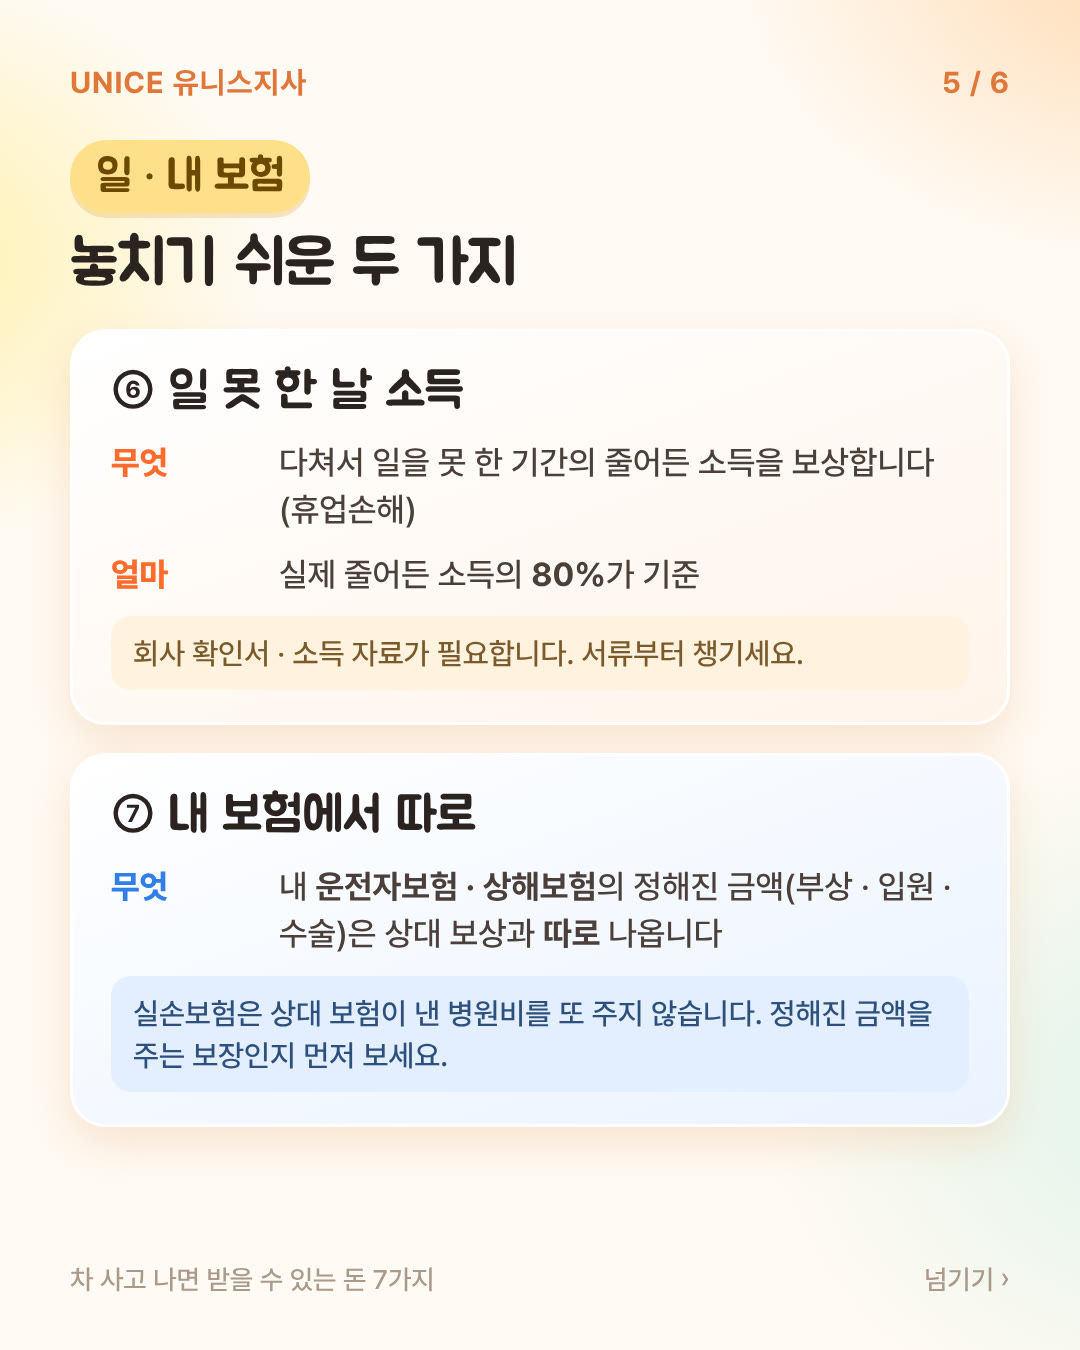 UNICE 유니스지사
5 / 6
일 · 내 보험
놓치기 쉬운 두 가지
⑥ 일 못 한 날 소득
무엇 다쳐서 일을 못 한 기간의 줄어든 소득을 보상합니다
(휴업손해)
얼마 실제 줄어든 소득의 80%가 기준
회사 확인서 · 소득 자료가 필요합니다. 서류부터 챙기세요.
⑦ 내 보험에서 따로
무엇 내 운전자보험 · 상해보험의 정해진 금액(부상 · 입원 ·
수술)은 상대 보상과 따로 나옵니다
실손보험은 상대 보험이 낸 병원비를 또 주지 않습니다. 정해진 금액을
주는 보장인지 먼저 보세요.
차 사고 나면 받을 수 있는 돈 7가지
넘기기 ›